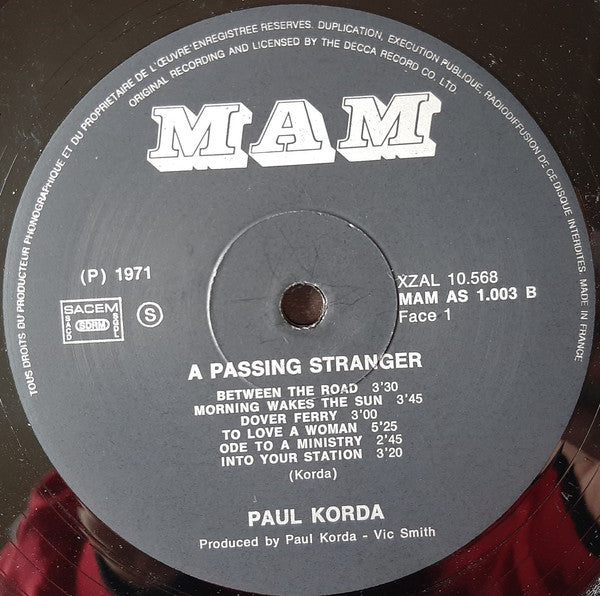 TOUS DROITS DU PRODUCTEUR PHONOGRAPHIQUE ET DU PROPRIETAIRE DE L'ŒUVRE ENREGISTREE RESERVES. DUPLICATION, EXECUTION PUBLIQUE, RADIODIFFUSION DE CE DISQUE INTERDITES. MADE IN FRANCE
ORIGINAL RECORDING AND LICENSED BY THE DECCA RECORD CO. LTD
MAM
(P) 1971
XZAL 10.568
MAM AS 1.003 B
Face 1
SACEM
SACD
SDRM
SGDL
S
A PASSING STRANGER
BETWEEN THE ROAD 3'30
MORNING WAKES THE SUN 3'45
DOVER FERRY 3'00
TO LOVE A WOMAN 5'25
ODE TO A MINISTRY 2'45
INTO YOUR STATION 3'20
(Korda)
PAUL KORDA
Produced by Paul Korda - Vic Smith